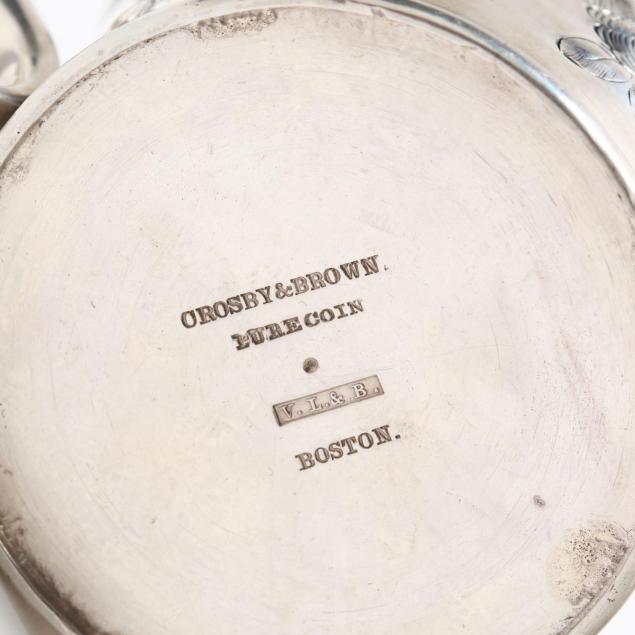 CROSBY & BROWN.
PURE COIN
V. L. & B.
BOSTON.